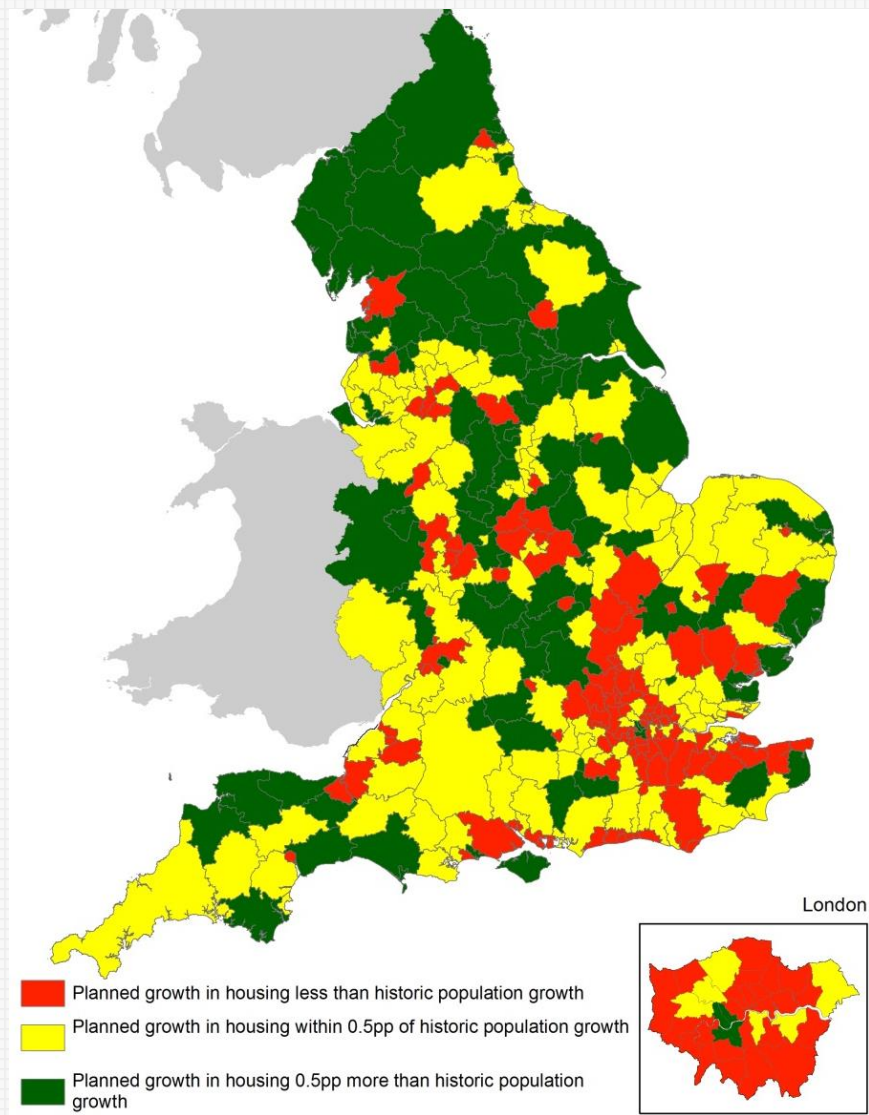 London
Planned growth in housing less than historic population growth
Planned growth in housing within 0.5pp of historic population growth
Planned growth in housing 0.5pp more than historic population
growth